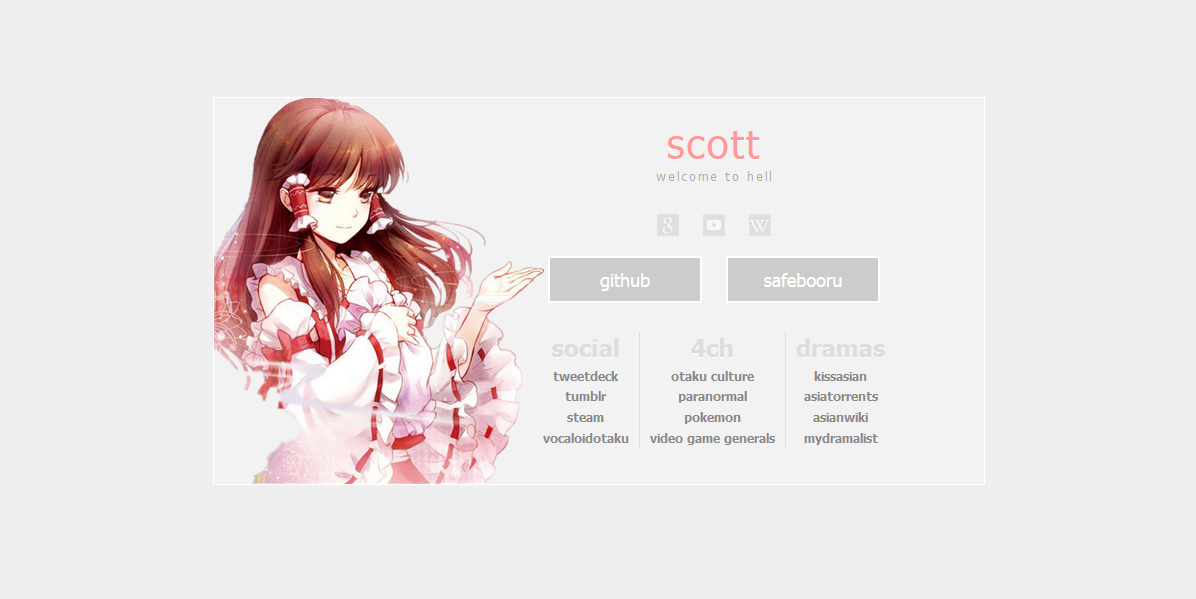 scott
welcome to hell
g W
github safebooru
social 4ch dramas
tweetdeck otaku culture kissasian
tumblr paranormal asiatorrents
steam pokemon asianwiki
vocaloidotaku video game generals mydramalist